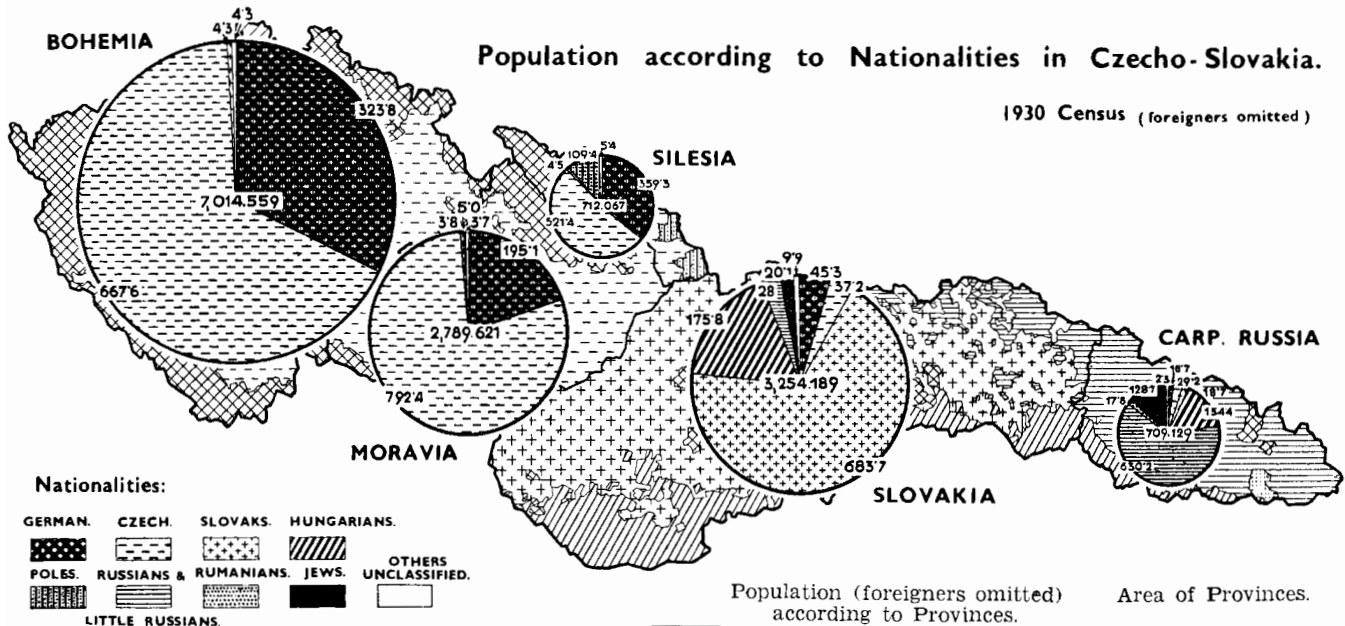 Population according to Nationalities in Czecho-Slovakia.
1930 Census (foreigners omitted)
BOHEMIA
4·3
4·3
323·8
7,014.559
667·6
SILESIA
5·4
109·4
4·5
359·3
712.067
521·4
MORAVIA
5·0
3·8
3·7
195·1
2,789.621
792·4
SLOVAKIA
9·9
20·1
28
45·3
37·2
175·8
3,254.189
683·7
CARP. RUSSIA
18·7
29·2
18·7
128·7
17·8
709.129
Nationalities:
GERMAN. CZECH. SLOVAKS. HUNGARIANS.
POLES. RUSSIANS & RUMANIANS. JEWS. OTHERS UNCLASSIFIED.
LITTLE RUSSIANS.
Population (foreigners omitted)
according to Provinces.
Area of Provinces.